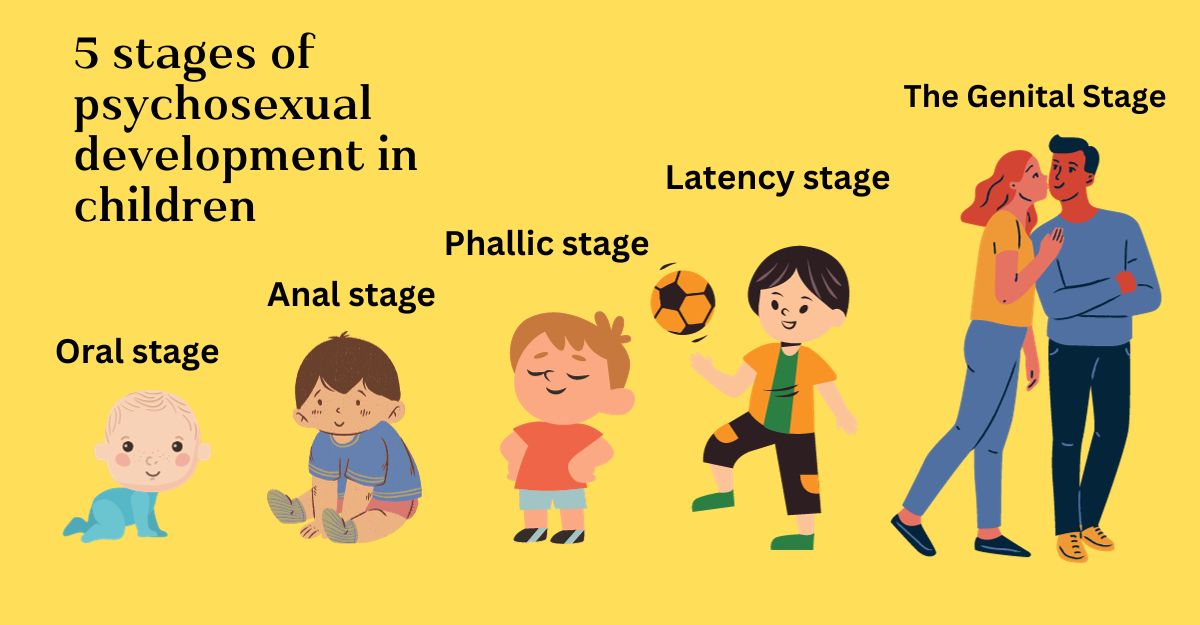 5 stages of
psychosexual
development in
children
The Genital Stage
Latency stage
Phallic stage
Anal stage
Oral stage